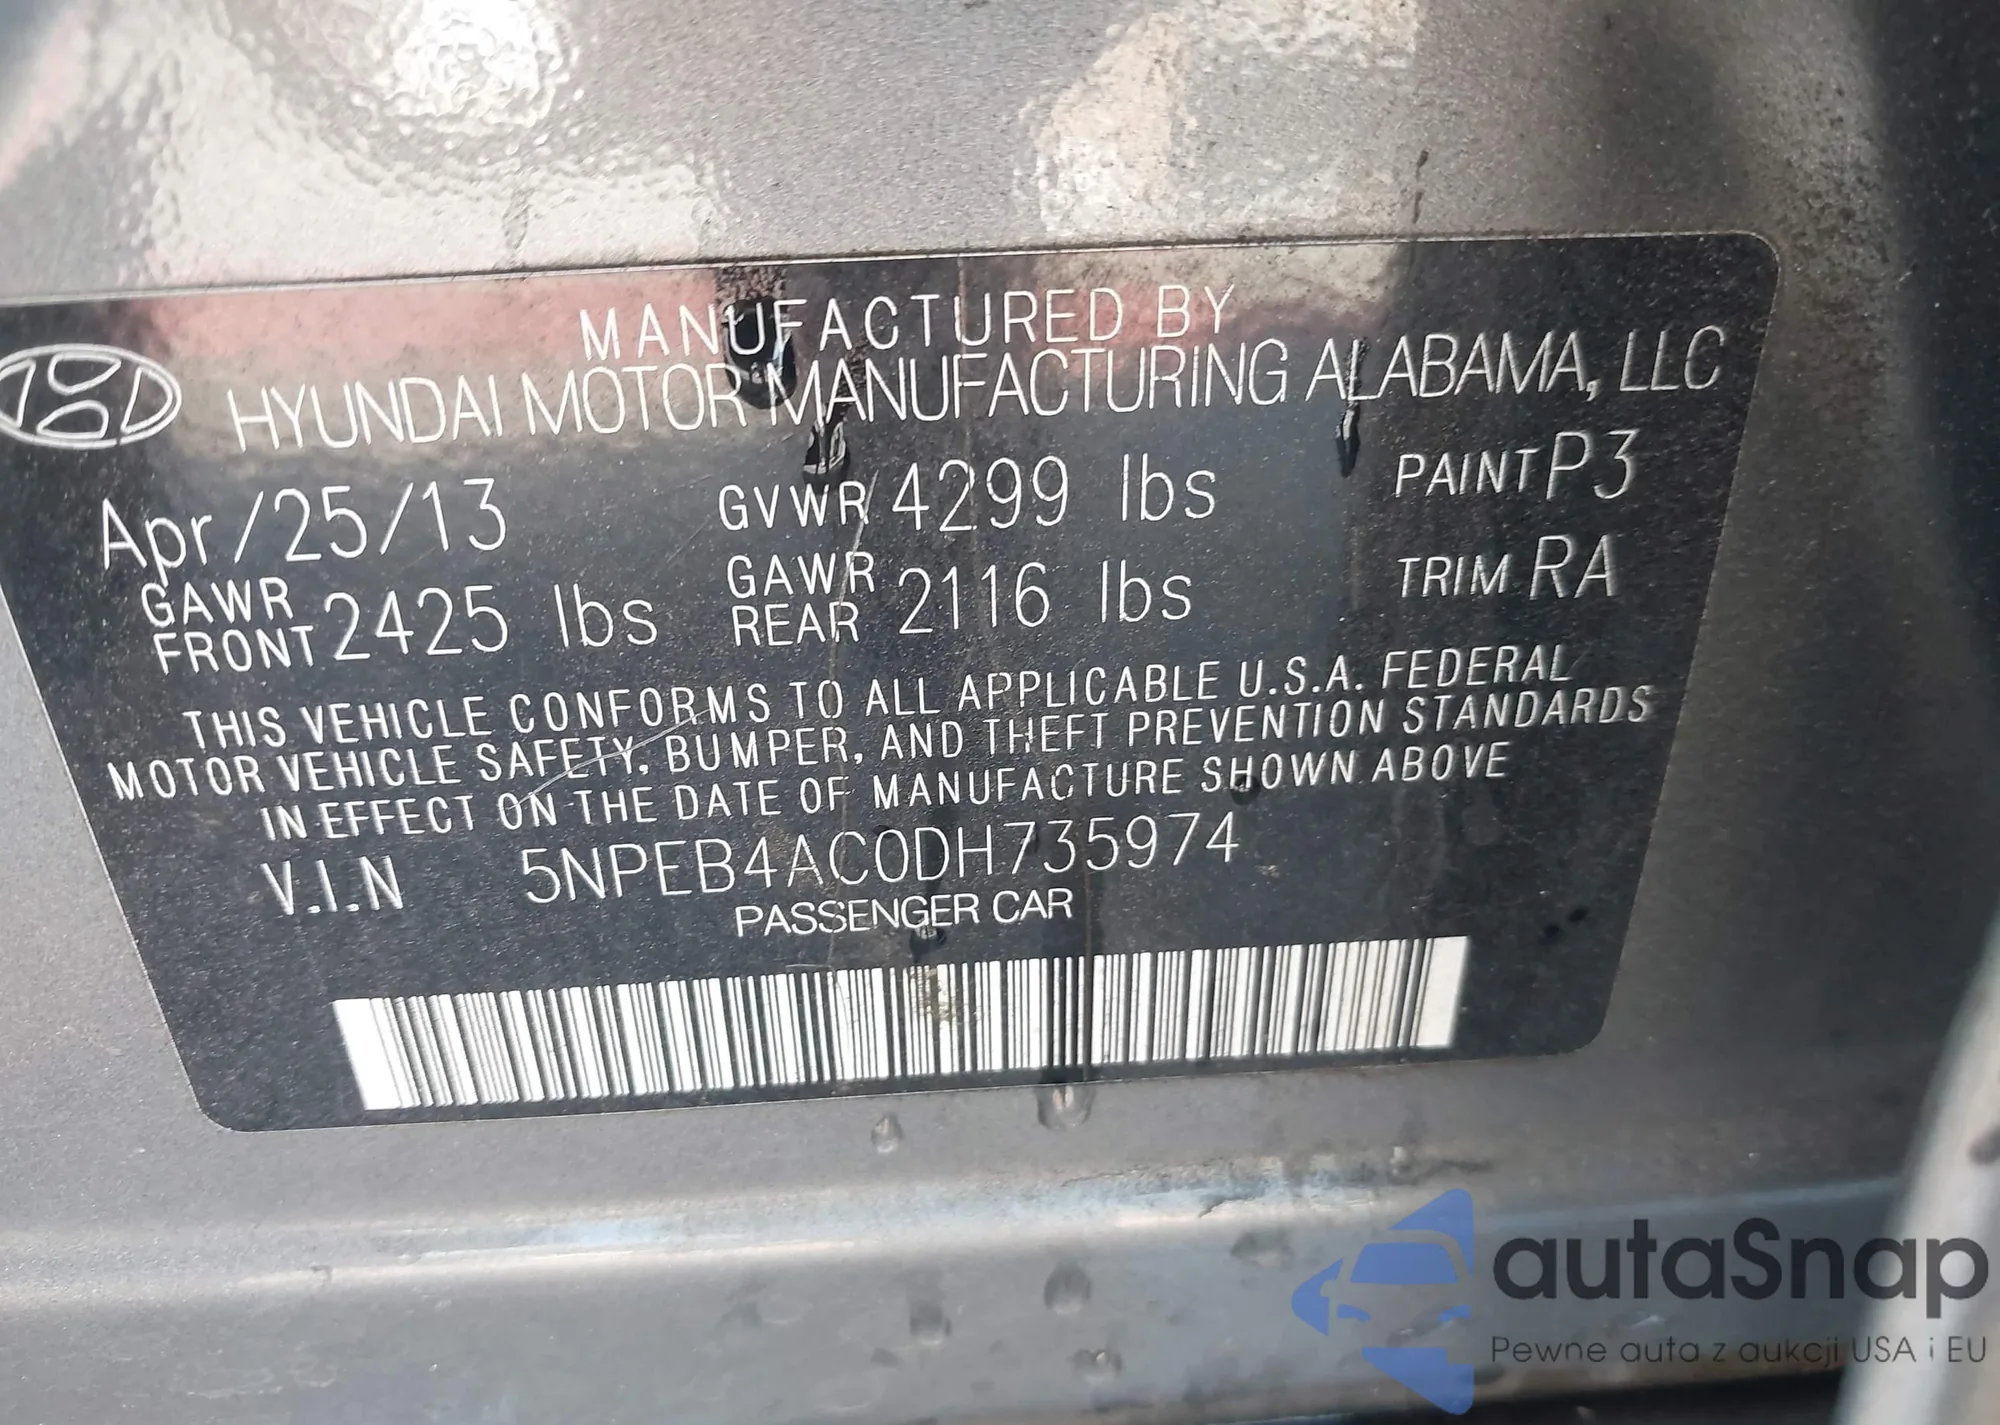 MANUFACTURED BY
HYUNDAI MOTOR MANUFACTURING ALABAMA, LLC
Apr/25/13 GVWR 4299 lbs PAINT P3
GAWR FRONT 2425 lbs GAWR REAR 2116 lbs TRIM RA
THIS VEHICLE CONFORMS TO ALL APPLICABLE U.S.A. FEDERAL
MOTOR VEHICLE SAFETY, BUMPER, AND THEFT PREVENTION STANDARDS
IN EFFECT ON THE DATE OF MANUFACTURE SHOWN ABOVE
V.I.N 5NPEB4AC0DH735974
PASSENGER CAR
autaSnap
Pewne auta z aukcji USA i EU